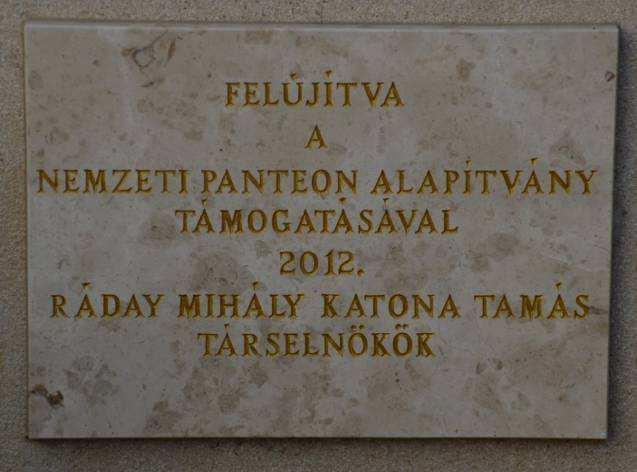 FELÚJÍTVA
A
NEMZETI PANTEON ALAPÍTVÁNY
TÁMOGATÁSÁVAL
2012.
RÁDAY MIHÁLY KATONA TAMÁS
TÁRSELNÖKÖK